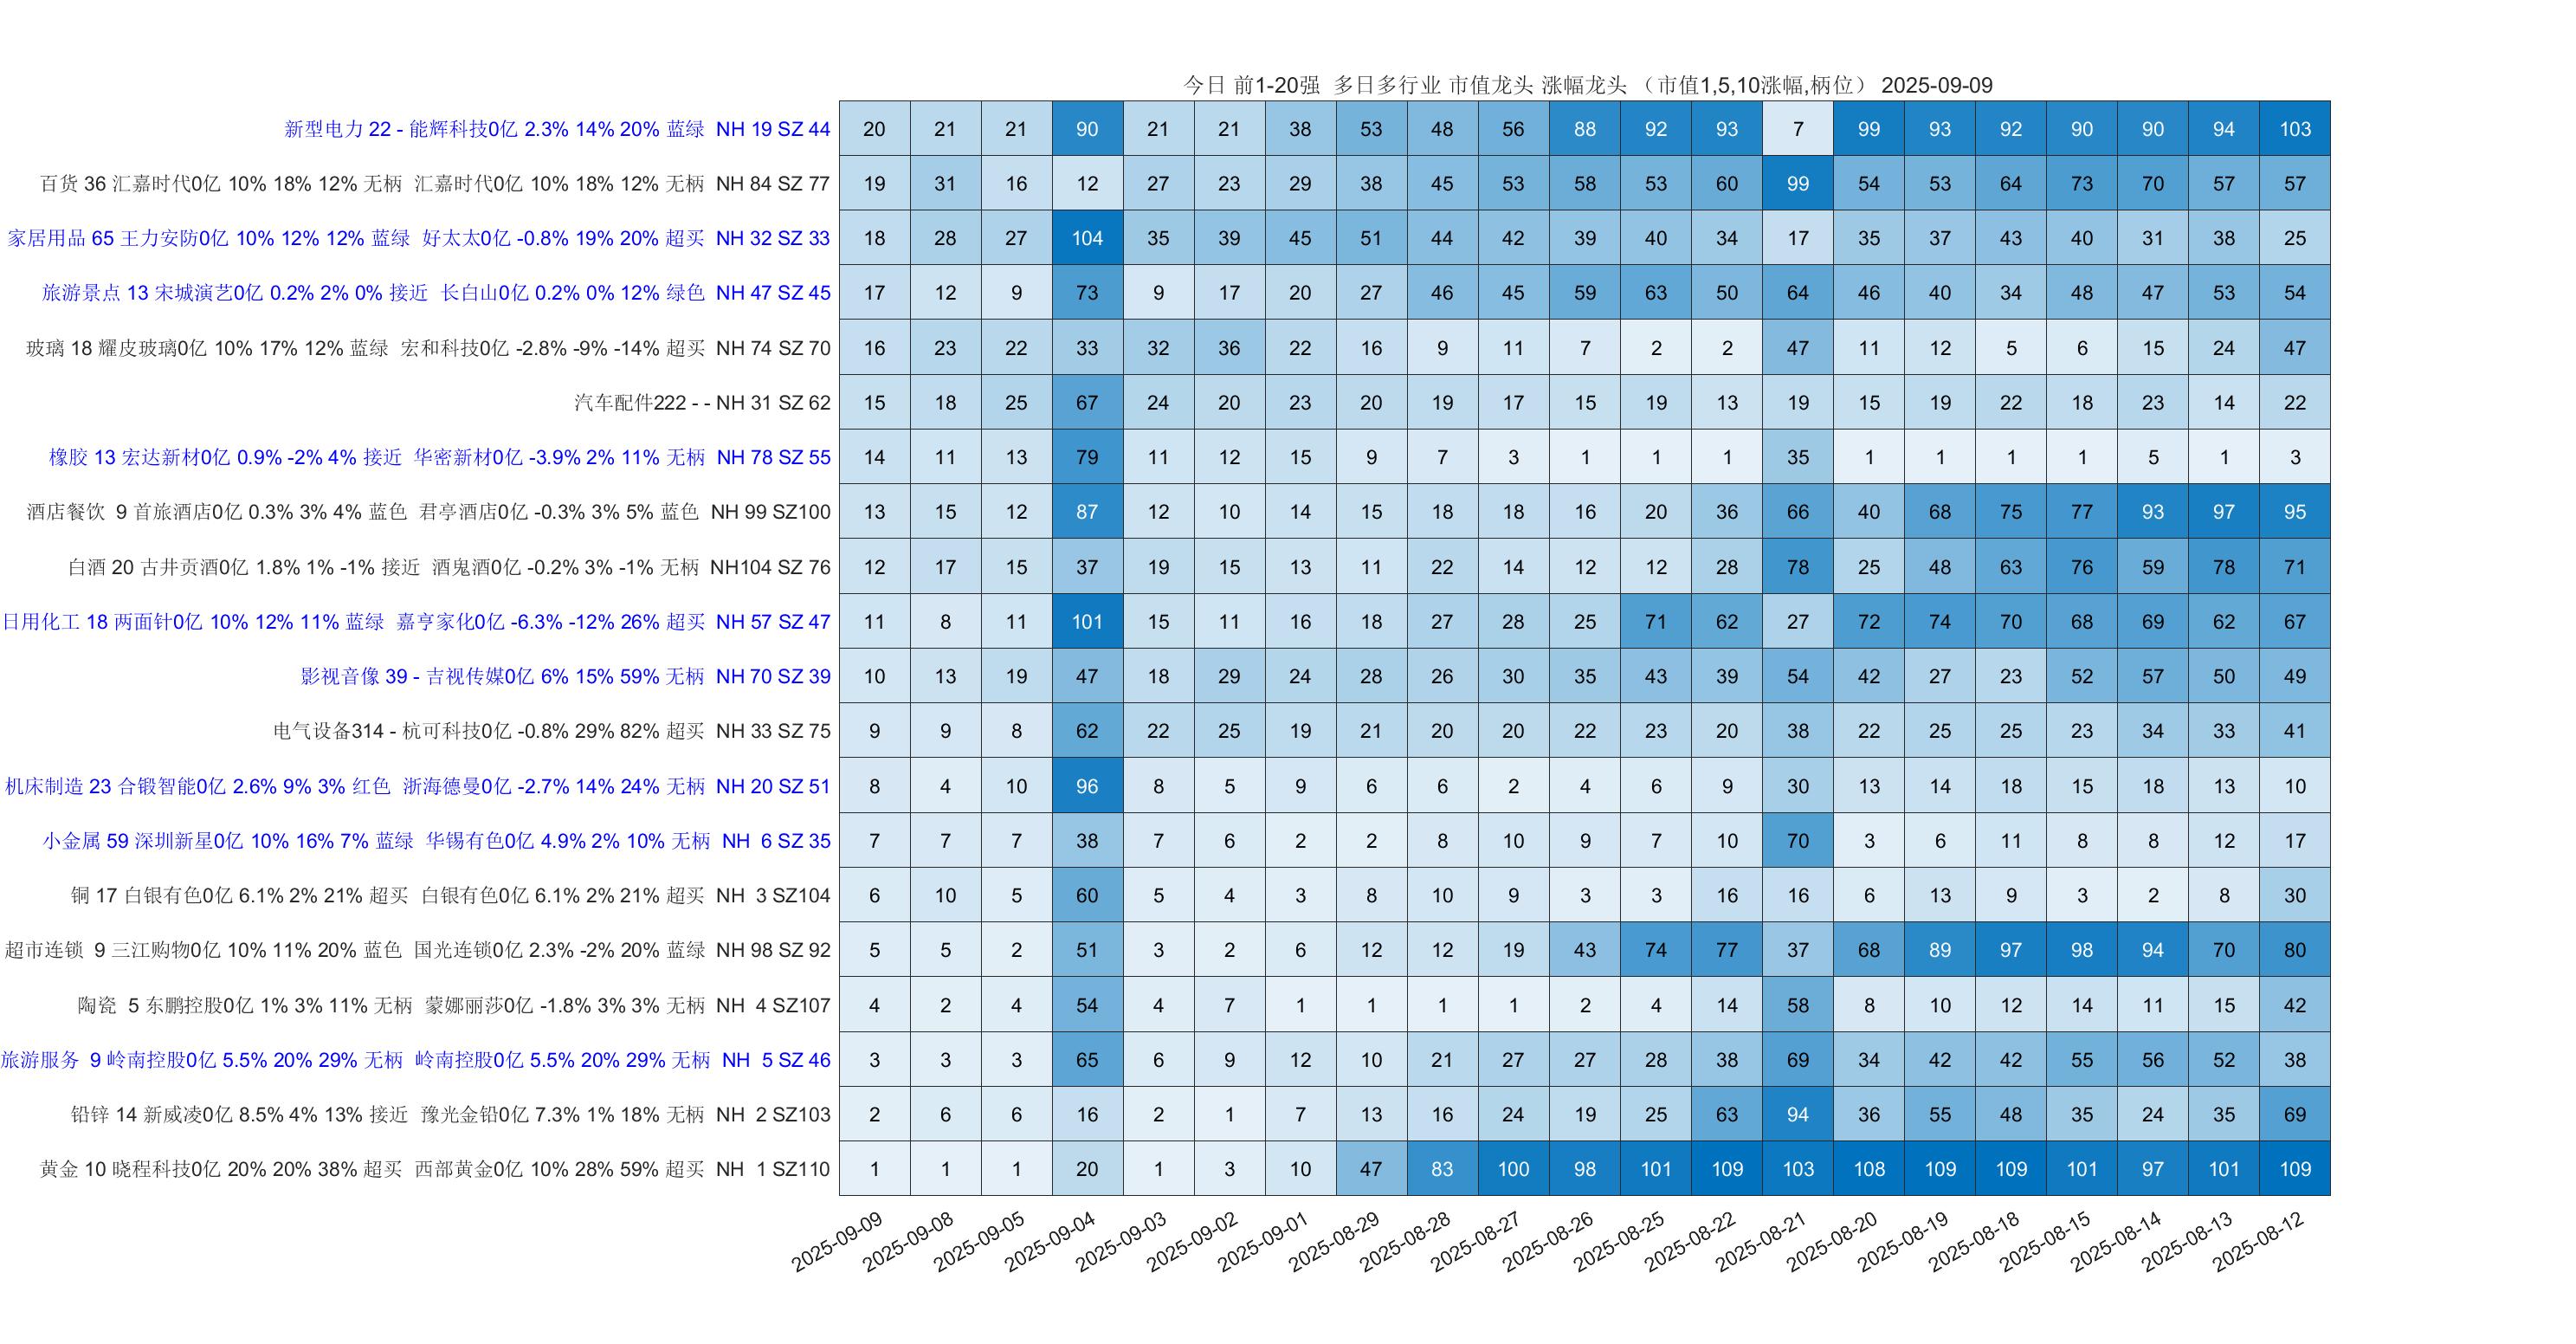 今日 前1-20强 多日多行业 市值龙头 涨幅龙头 （市值1,5,10涨幅,柄位） 2025-09-09
新型电力 22 - 能辉科技0亿 2.3% 14% 20% 蓝绿 NH 19 SZ 44 20 21 21 90 21 21 38 53 48 56 88 92 93 7 99 93 92 90 90 94 103
百货 36 汇嘉时代0亿 10% 18% 12% 无柄 汇嘉时代0亿 10% 18% 12% 无柄 NH 84 SZ 77 19 31 16 12 27 23 29 38 45 53 58 53 60 99 54 53 64 73 70 57 57
家居用品 65 王力安防0亿 10% 12% 12% 蓝绿 好太太0亿 -0.8% 19% 20% 超买 NH 32 SZ 33 18 28 27 104 35 39 45 51 44 42 39 40 34 17 35 37 43 40 31 38 25
旅游景点 13 宋城演艺0亿 0.2% 2% 0% 接近 长白山0亿 0.2% 0% 12% 绿色 NH 47 SZ 45 17 12 9 73 9 17 20 27 46 45 59 63 50 64 46 40 34 48 47 53 54
玻璃 18 耀皮玻璃0亿 10% 17% 12% 蓝绿 宏和科技0亿 -2.8% -9% -14% 超买 NH 74 SZ 70 16 23 22 33 32 36 22 16 9 11 7 2 2 47 11 12 5 6 15 24 47
汽车配件222 - - NH 31 SZ 62 15 18 25 67 24 20 23 20 19 17 15 19 13 19 15 19 22 18 23 14 22
橡胶 13 宏达新材0亿 0.9% -2% 4% 接近 华密新材0亿 -3.9% 2% 11% 无柄 NH 78 SZ 55 14 11 13 79 11 12 15 9 7 3 1 1 1 35 1 1 1 1 5 1 3
酒店餐饮 9 首旅酒店0亿 0.3% 3% 4% 蓝色 君亭酒店0亿 -0.3% 3% 5% 蓝色 NH 99 SZ100 13 15 12 87 12 10 14 15 18 18 16 20 36 66 40 68 75 77 93 97 95
白酒 20 古井贡酒0亿 1.8% 1% -1% 接近 酒鬼酒0亿 -0.2% 3% -1% 无柄 NH104 SZ 76 12 17 15 37 19 15 13 11 22 14 12 12 28 78 25 48 63 76 59 78 71
日用化工 18 两面针0亿 10% 12% 11% 蓝绿 嘉亨家化0亿 -6.3% -12% 26% 超买 NH 57 SZ 47 11 8 11 101 15 11 16 18 27 28 25 71 62 27 72 74 70 68 69 62 67
影视音像 39 - 吉视传媒0亿 6% 15% 59% 无柄 NH 70 SZ 39 10 13 19 47 18 29 24 28 26 30 35 43 39 54 42 27 23 52 57 50 49
电气设备314 - 杭可科技0亿 -0.8% 29% 82% 超买 NH 33 SZ 75 9 9 8 62 22 25 19 21 20 20 22 23 20 38 22 25 25 23 34 33 41
机床制造 23 合锻智能0亿 2.6% 9% 3% 红色 浙海德曼0亿 -2.7% 14% 24% 无柄 NH 20 SZ 51 8 4 10 96 8 5 9 6 6 2 4 6 9 30 13 14 18 15 18 13 10
小金属 59 深圳新星0亿 10% 16% 7% 蓝绿 华锡有色0亿 4.9% 2% 10% 无柄 NH 6 SZ 35 7 7 7 38 7 6 2 2 8 10 9 7 10 70 3 6 11 8 8 12 17
铜 17 白银有色0亿 6.1% 2% 21% 超买 白银有色0亿 6.1% 2% 21% 超买 NH 3 SZ104 6 10 5 60 5 4 3 8 10 9 3 3 16 16 6 13 9 3 2 8 30
超市连锁 9 三江购物0亿 10% 11% 20% 蓝色 国光连锁0亿 2.3% -2% 20% 蓝绿 NH 98 SZ 92 5 5 2 51 3 2 6 12 12 19 43 74 77 37 68 89 97 98 94 70 80
陶瓷 5 东鹏控股0亿 1% 3% 11% 无柄 蒙娜丽莎0亿 -1.8% 3% 3% 无柄 NH 4 SZ107 4 2 4 54 4 7 1 1 1 1 2 4 14 58 8 10 12 14 11 15 42
旅游服务 9 岭南控股0亿 5.5% 20% 29% 无柄 岭南控股0亿 5.5% 20% 29% 无柄 NH 5 SZ 46 3 3 3 65 6 9 12 10 21 27 27 28 38 69 34 42 42 55 56 52 38
铅锌 14 新威凌0亿 8.5% 4% 13% 接近 豫光金铅0亿 7.3% 1% 18% 无柄 NH 2 SZ103 2 6 6 16 2 1 7 13 16 24 19 25 63 94 36 55 48 35 24 35 69
黄金 10 晓程科技0亿 20% 20% 38% 超买 西部黄金0亿 10% 28% 59% 超买 NH 1 SZ110 1 1 1 20 1 3 10 47 83 100 98 101 109 103 108 109 109 101 97 101 109
2025-09-09 2025-09-08 2025-09-05 2025-09-04 2025-09-03 2025-09-02 2025-09-01 2025-08-29 2025-08-28 2025-08-27 2025-08-26 2025-08-25 2025-08-22 2025-08-21 2025-08-20 2025-08-19 2025-08-18 2025-08-15 2025-08-14 2025-08-13 2025-08-12